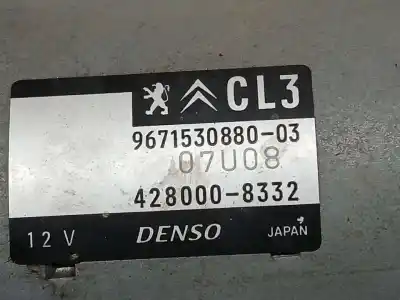 CL3
9671530880-03
07U08
428000-8332
12 V DENSO JAPAN